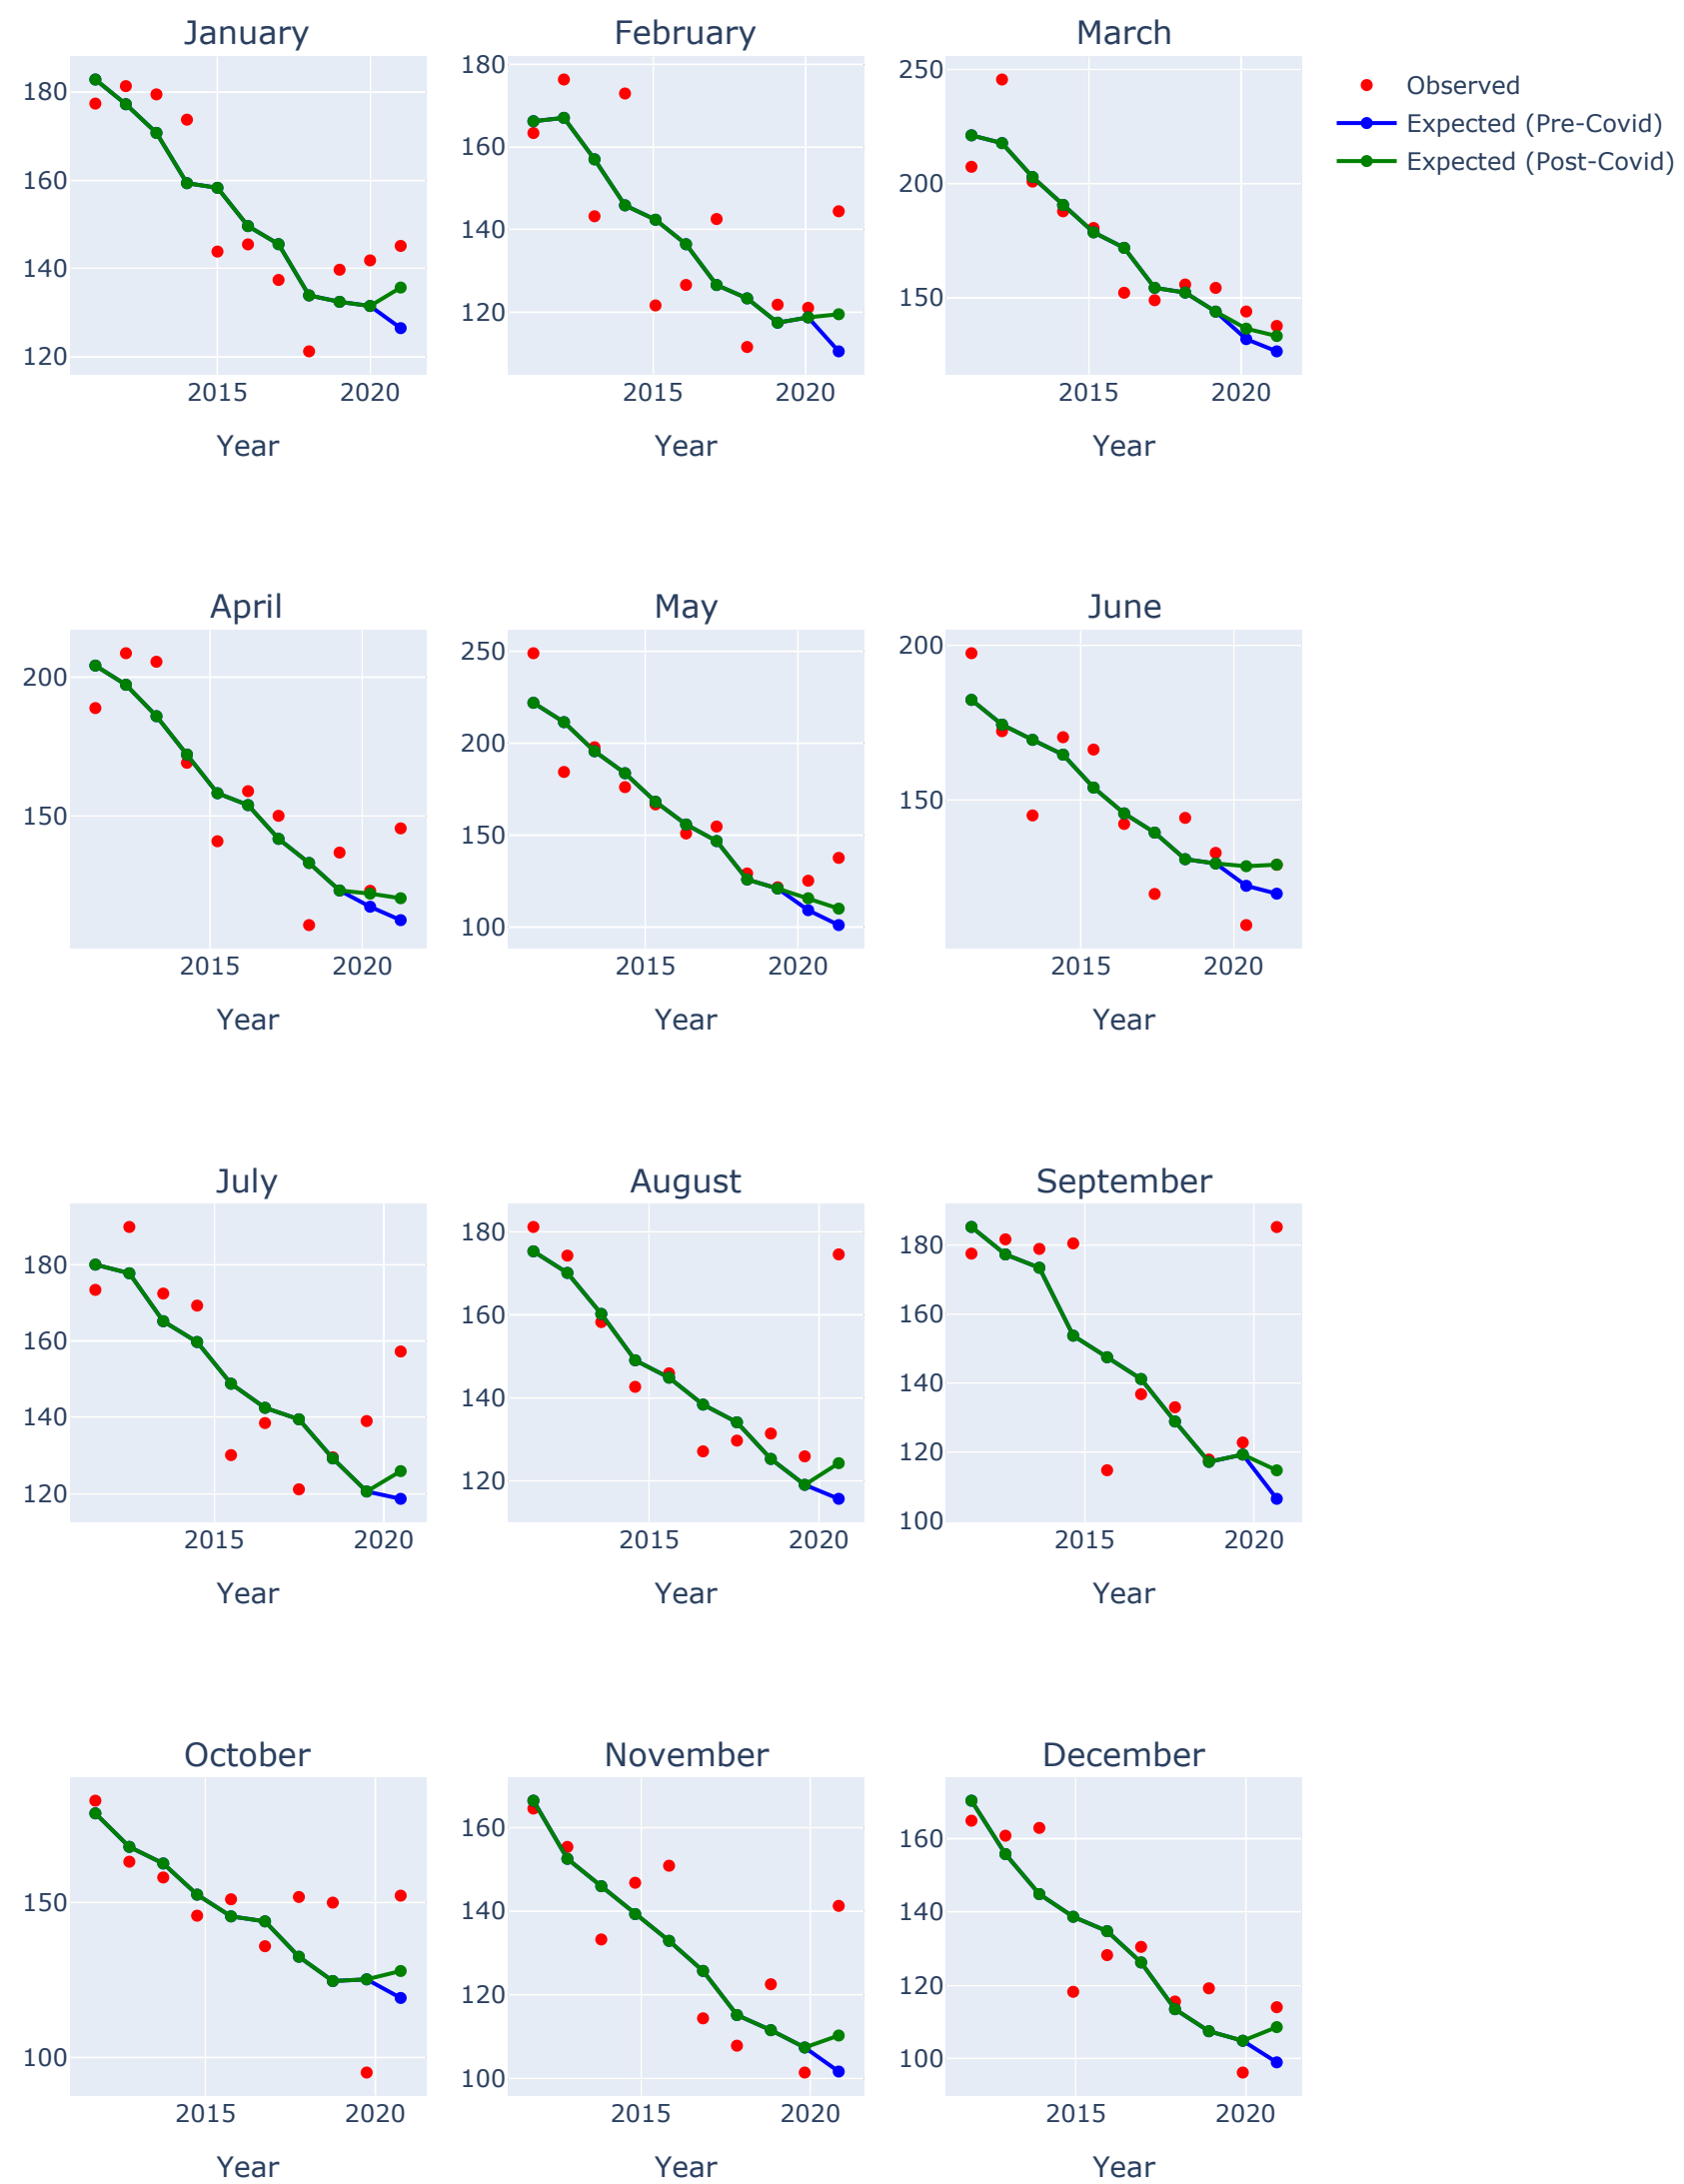 January
February
March
Observed
Expected (Pre-Covid)
Expected (Post-Covid)
180
160
140
120
2015
2020
Year
180
160
140
120
2015
2020
Year
250
200
150
2015
2020
Year
April
May
June
200
150
2015
2020
Year
250
200
150
100
2015
2020
Year
200
150
2015
2020
Year
July
August
September
180
160
140
120
2015
2020
Year
180
160
140
120
2015
2020
Year
180
160
140
120
100
2015
2020
Year
October
November
December
150
100
2015
2020
Year
160
140
120
100
2015
2020
Year
160
140
120
100
2015
2020
Year